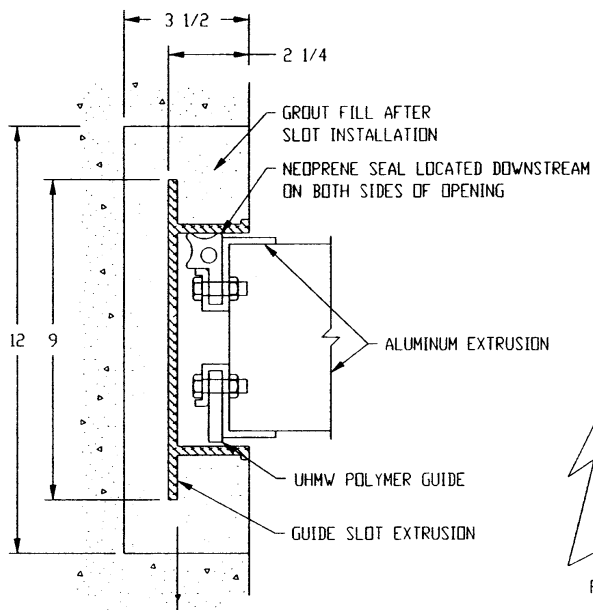 3 1/2
2 1/4
GROUT FILL AFTER
SLOT INSTALLATION
NEOPRENE SEAL LOCATED DOWNSTREAM
ON BOTH SIDES OF OPENING
12
9
ALUMINUM EXTRUSION
UHMW POLYMER GUIDE
GUIDE SLOT EXTRUSION